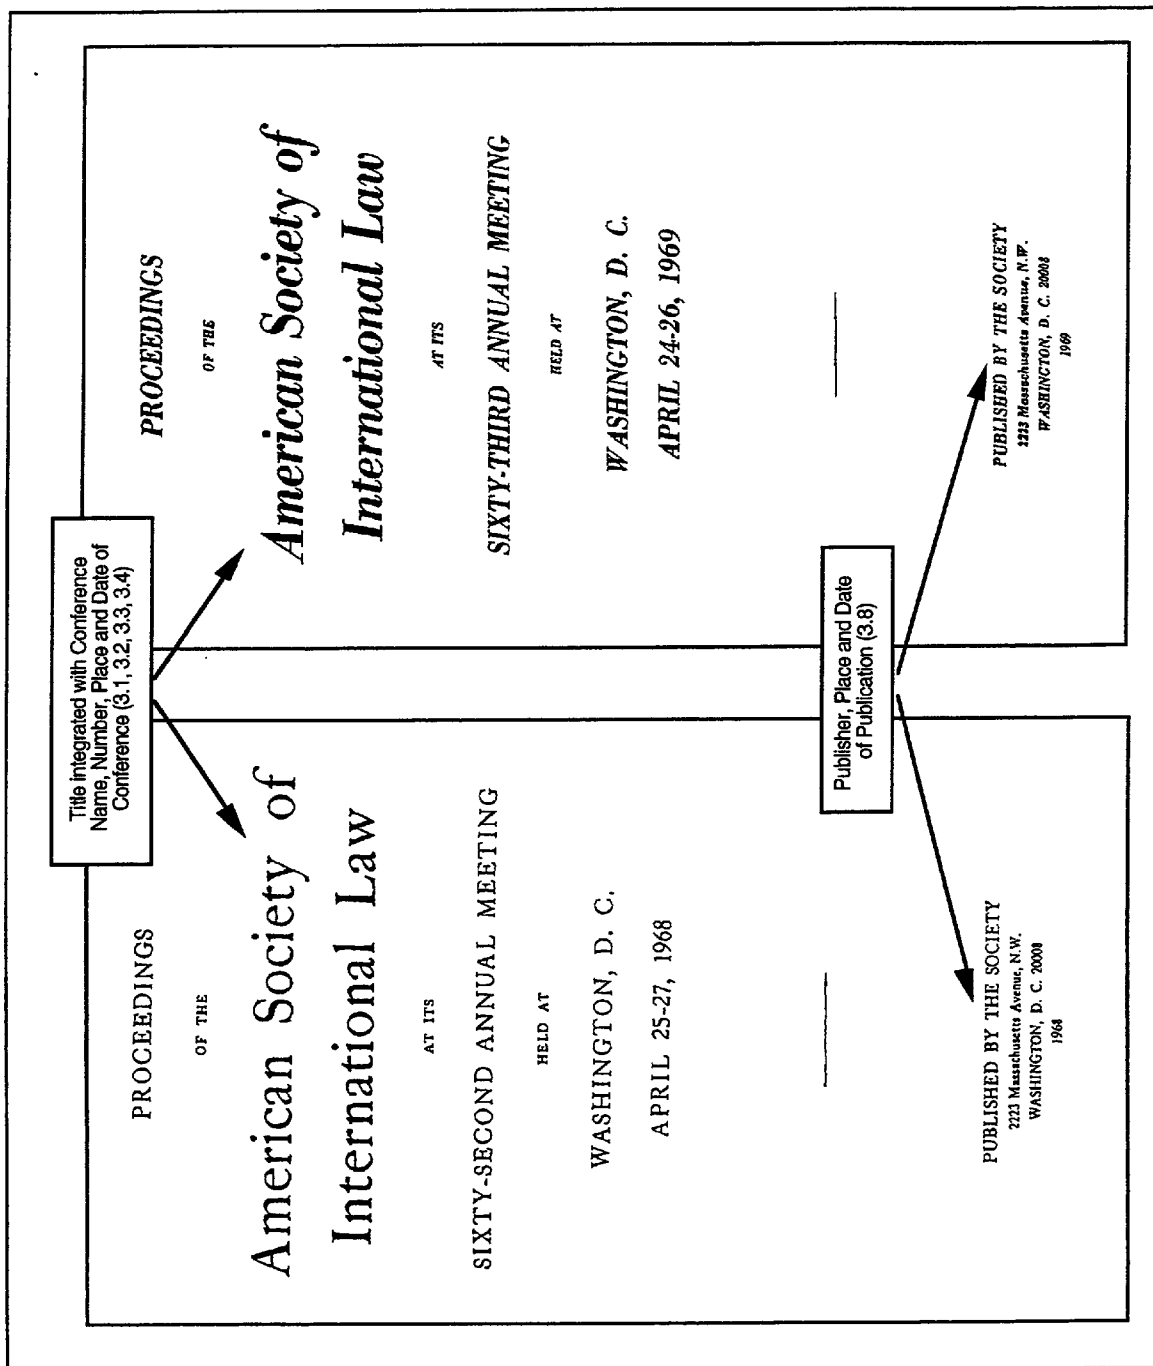 Title integrated with Conference
Name, Number, Place and Date of
Conference (3.1, 3.2, 3.3, 3.4)
PROCEEDINGS
OF THE
American Society of
International Law
AT ITS
SIXTY-SECOND ANNUAL MEETING
HELD AT
WASHINGTON, D. C.
APRIL 25-27, 1968
PUBLISHED BY THE SOCIETY
2223 Massachusetts Avenue, N.W.
WASHINGTON, D. C. 20008
1968
PROCEEDINGS
OF THE
American Society of
International Law
AT ITS
SIXTY-THIRD ANNUAL MEETING
HELD AT
WASHINGTON, D. C.
APRIL 24-26, 1969
PUBLISHED BY THE SOCIETY
2223 Massachusetts Avenue, N.W.
WASHINGTON, D. C. 20008
1969
Publisher, Place and Date
of Publication (3.8)